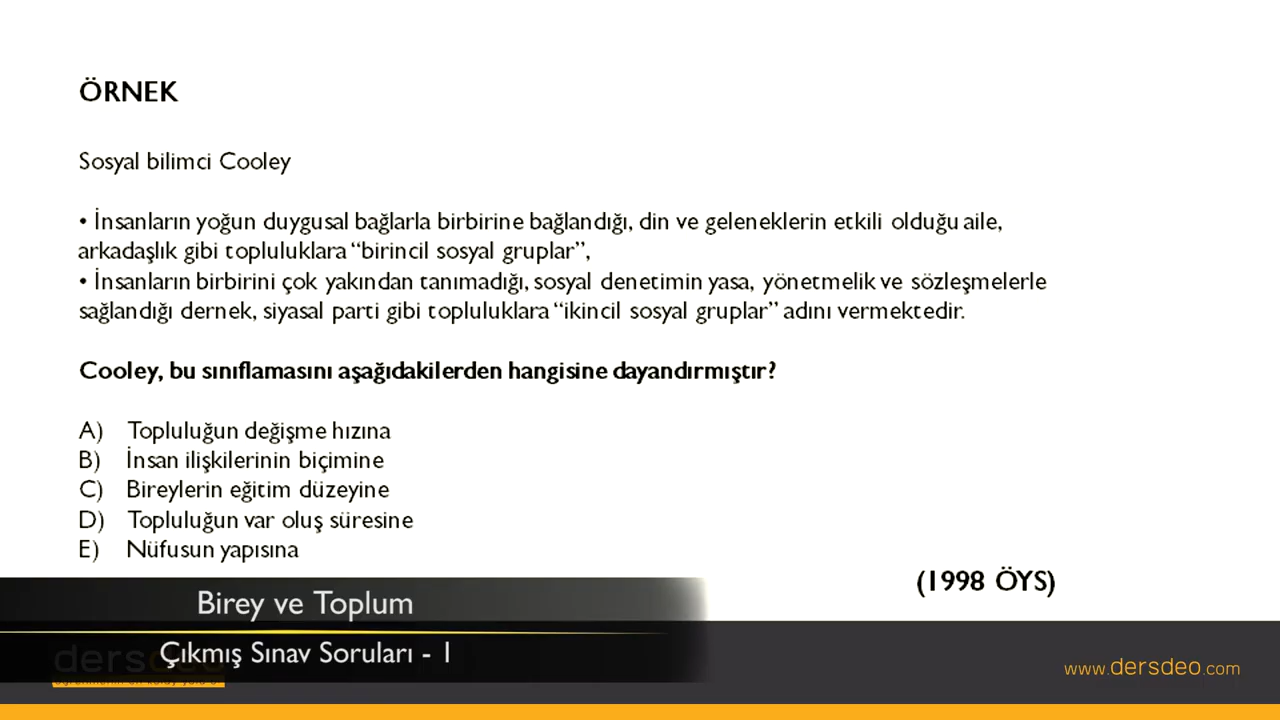 ÖRNEK
Sosyal bilimci Cooley
• İnsanların yoğun duygusal bağlarla birbirine bağlandığı, din ve geleneklerin etkili olduğu aile,
arkadaşlık gibi topluluklara “birincil sosyal gruplar”,
• İnsanların birbirini çok yakından tanımadığı, sosyal denetimin yasa, yönetmelik ve sözleşmelerle
sağlandığı dernek, siyasal parti gibi topluluklara “ikincil sosyal gruplar” adını vermektedir.
Cooley, bu sınıflamasını aşağıdakilerden hangisine dayandırmıştır?
A) Topluluğun değişme hızına
B) İnsan ilişkilerinin biçimine
C) Bireylerin eğitim düzeyine
D) Topluluğun var oluş süresine
E) Nüfusun yapısına
(1998 ÖYS)
Birey ve Toplum
Çıkmış Sınav Soruları - 1
dersdeo
www.dersdeo.com